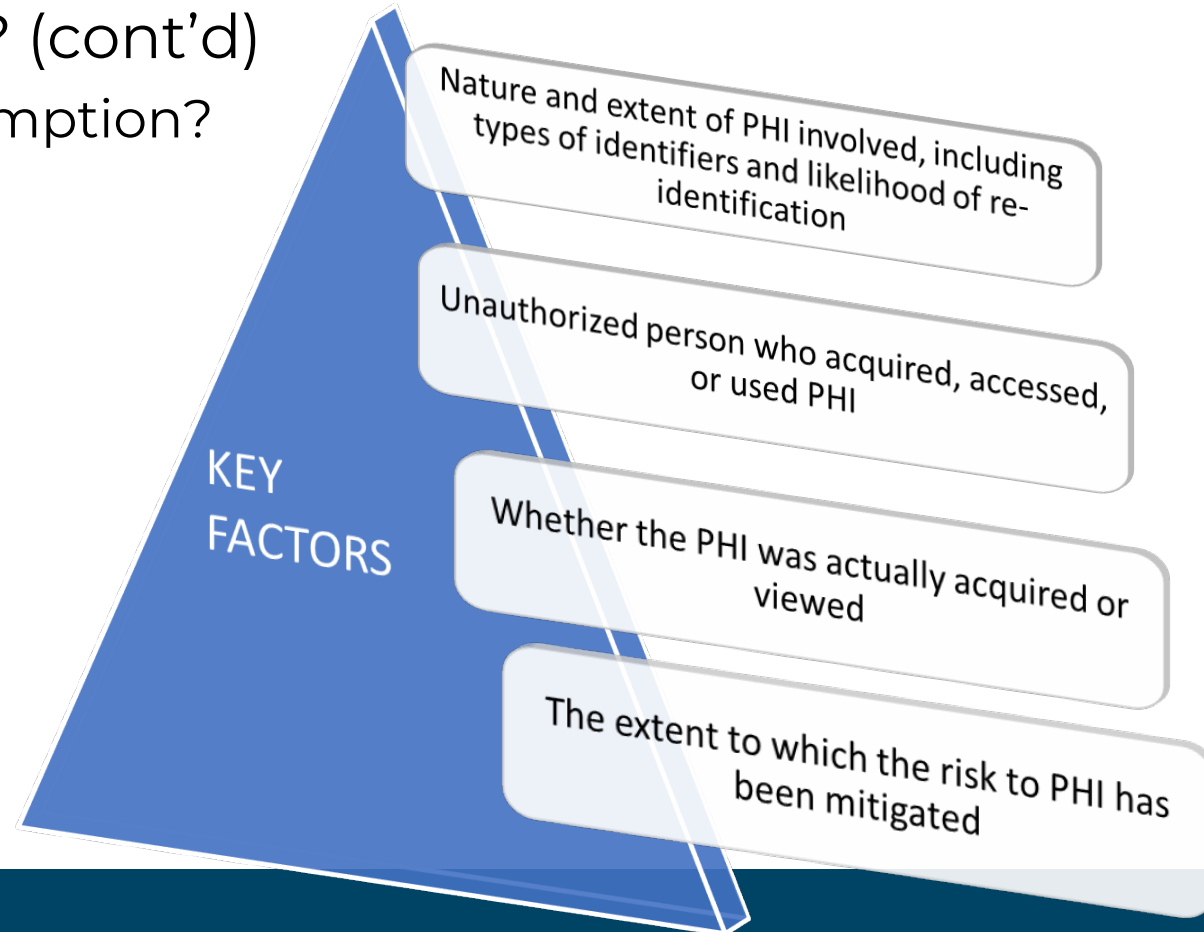 ? (cont’d)
mption?
Nature and extent of PHI involved, including
types of identifiers and likelihood of re-
identification
Unauthorized person who acquired, accessed,
or used PHI
KEY
FACTORS
Whether the PHI was actually acquired or
viewed
The extent to which the risk to PHI has
been mitigated